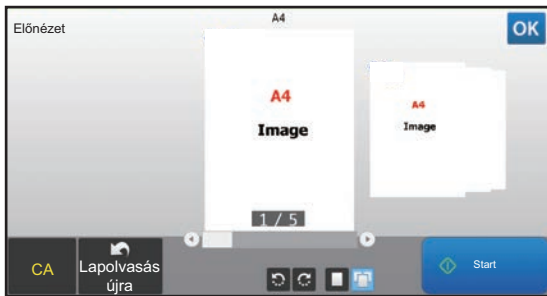 A4
Előnézet
OK
A4
Image
A4
Image
1 / 5
CA
Lapolvasás
újra
Start